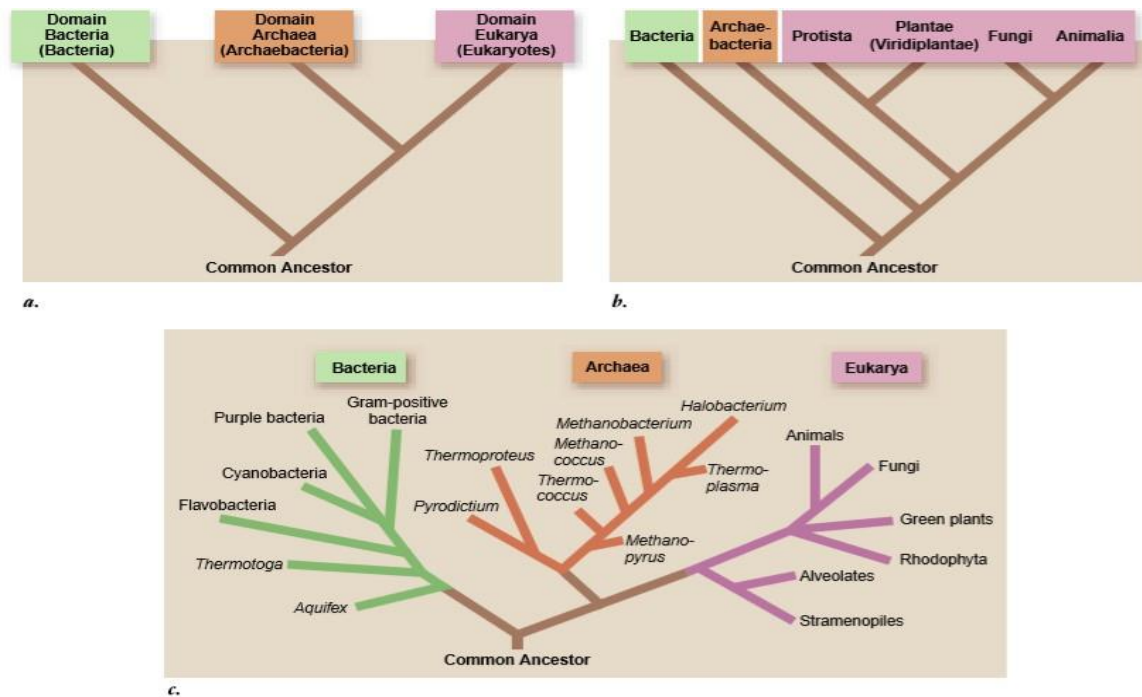 Domain
Bacteria
(Bacteria)
Domain
Archaea
(Archaebacteria)
Domain
Eukarya
(Eukaryotes)
Common Ancestor
a.
Bacteria
Archae-
bacteria
Protista
Plantae
(Viridiplantae)
Fungi
Animalia
Common Ancestor
b.
Bacteria
Archaea
Eukarya
Purple bacteria
Gram-positive
bacteria
Cyanobacteria
Flavobacteria
Thermotoga
Aquifex
Thermoproteus
Pyrodictium
Methanobacterium
Methano-
coccus
Thermo-
coccus
Halobacterium
Thermo-
plasma
Methano-
pyrus
Animals
Fungi
Green plants
Rhodophyta
Alveolates
Stramenopiles
Common Ancestor
c.